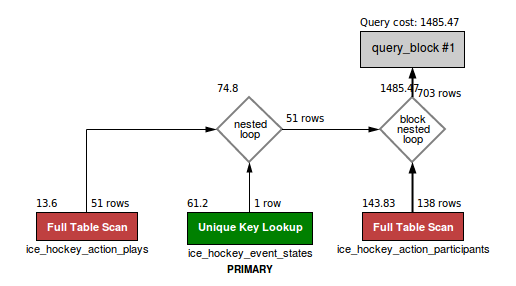 Query cost: 1485.47
query_block #1
74.8
1485.47
703 rows
nested
loop
51 rows
block
nested
loop
13.6
51 rows
61.2
1 row
143.83
138 rows
Full Table Scan
Unique Key Lookup
Full Table Scan
ice_hockey_action_plays
ice_hockey_event_states
ice_hockey_action_participants
PRIMARY